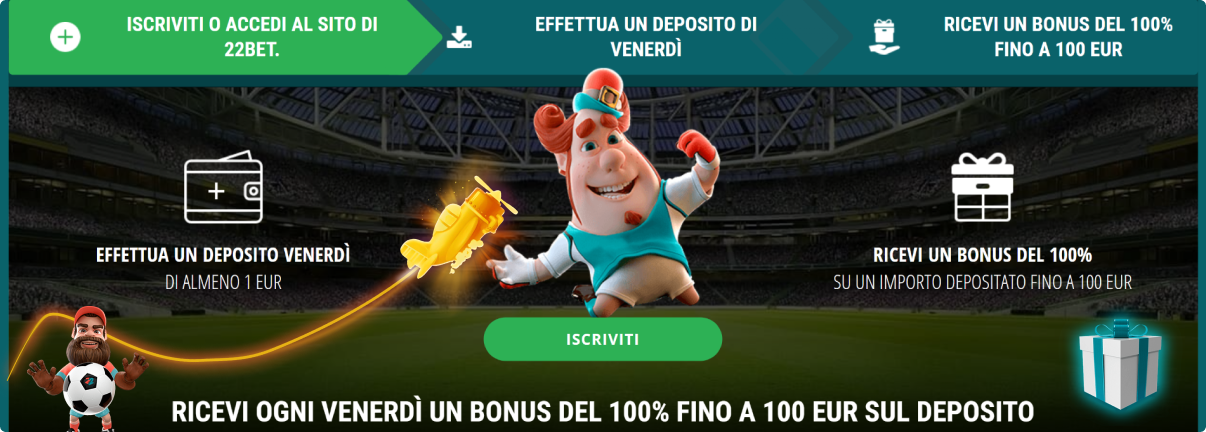 ISCRIVITI O ACCEDI AL SITO DI
22BET.
EFFETTUA UN DEPOSITO DI
VENERDÌ
RICEVI UN BONUS DEL 100%
FINO A 100 EUR
EFFETTUA UN DEPOSITO VENERDÌ
DI ALMENO 1 EUR
RICEVI UN BONUS DEL 100%
SU UN IMPORTO DEPOSITATO FINO A 100 EUR
ISCRIVITI
22
RICEVI OGNI VENERDÌ UN BONUS DEL 100% FINO A 100 EUR SUL DEPOSITO